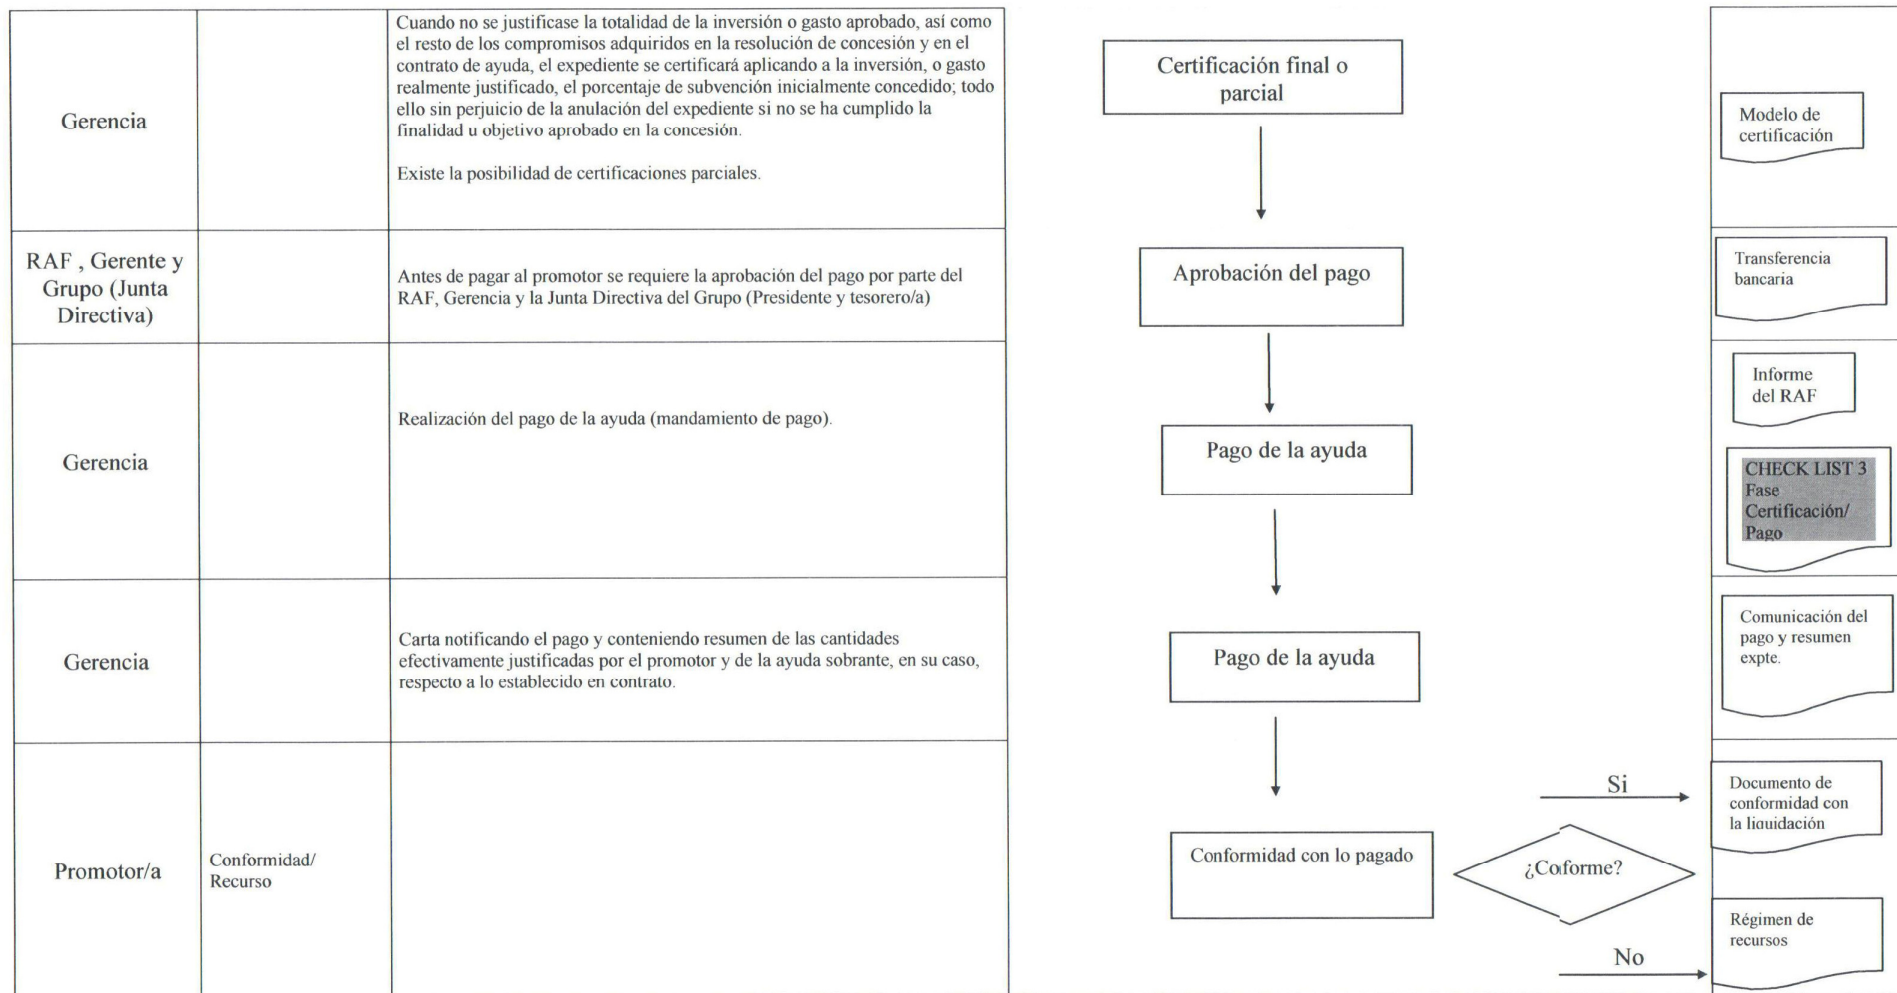 Gerencia
Cuando no se justificase la totalidad de la inversión o gasto aprobado, así como
el resto de los compromisos adquiridos en la resolución de concesión y en el
contrato de ayuda, el expediente se certificará aplicando a la inversión, o gasto
realmente justificado, el porcentaje de subvención inicialmente concedido; todo
ello sin perjuicio de la anulación del expediente si no se ha cumplido la
finalidad u objetivo aprobado en la concesión.
Existe la posibilidad de certificaciones parciales.
Certificación final o
parcial
Modelo de
certificación
RAF , Gerente y
Grupo (Junta
Directiva)
Antes de pagar al promotor se requiere la aprobación del pago por parte del
RAF, Gerencia y la Junta Directiva del Grupo (Presidente y tesorero/a)
Aprobación del pago
Transferencia
bancaria
Gerencia
Realización del pago de la ayuda (mandamiento de pago).
Pago de la ayuda
Informe
del RAF
CHECK LIST 3
Fase
Certificación/
Pago
Gerencia
Carta notificando el pago y conteniendo resumen de las cantidades
efectivamente justificadas por el promotor y de la ayuda sobrante, en su caso,
respecto a lo establecido en contrato.
Pago de la ayuda
Comunicación del
pago y resumen
expte.
Promotor/a
Conformidad/
Recurso
Conformidad con lo pagado
¿Coforme?
Si
Documento de
conformidad con
la liquidación
No
Régimen de
recursos